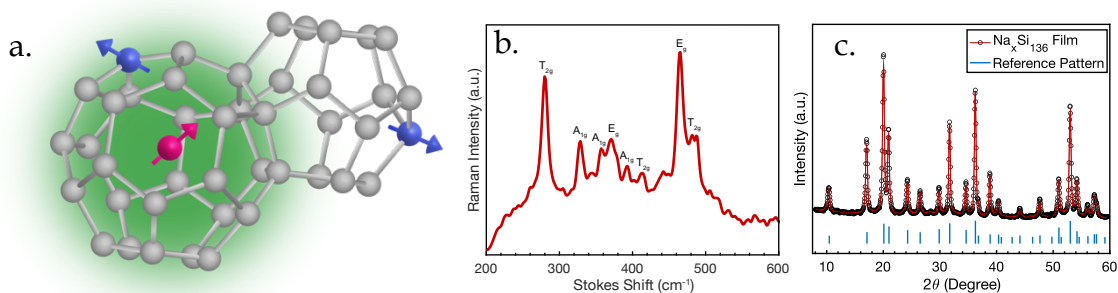 a.
b.
Raman Intensity (a.u.)
T2g
A1g
A1g
Eg
A1g
T2g
Eg
T2g
200 300 400 500 600
Stokes Shift (cm⁻¹)
c.
NaxSi136 Film
Reference Pattern
Intensity (a.u.)
10 20 30 40 50 60
2θ (Degree)